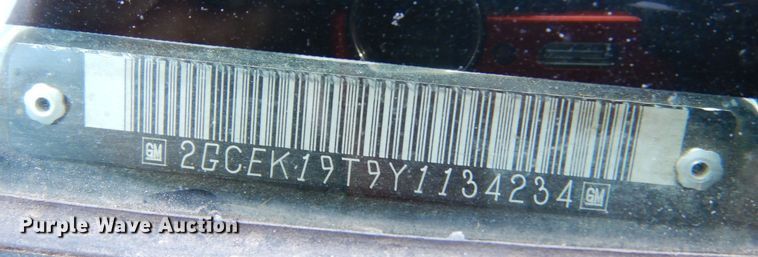 GM 2GCEK19T9Y1134234 GM
Purple Wave Auction